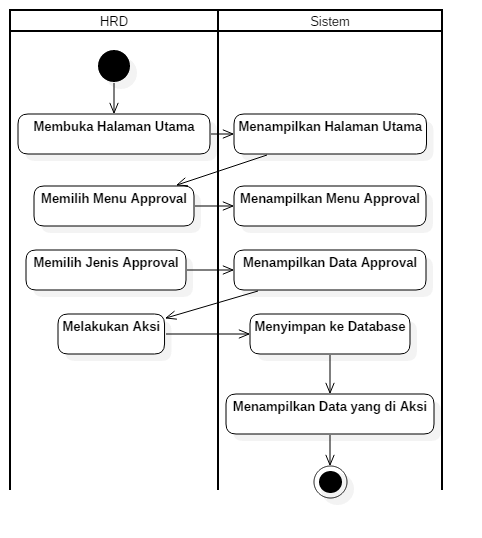 HRD
Sistem
Membuka Halaman Utama
Menampilkan Halaman Utama
Memilih Menu Approval
Menampilkan Menu Approval
Memilih Jenis Approval
Menampilkan Data Approval
Melakukan Aksi
Menyimpan ke Database
Menampilkan Data yang di Aksi